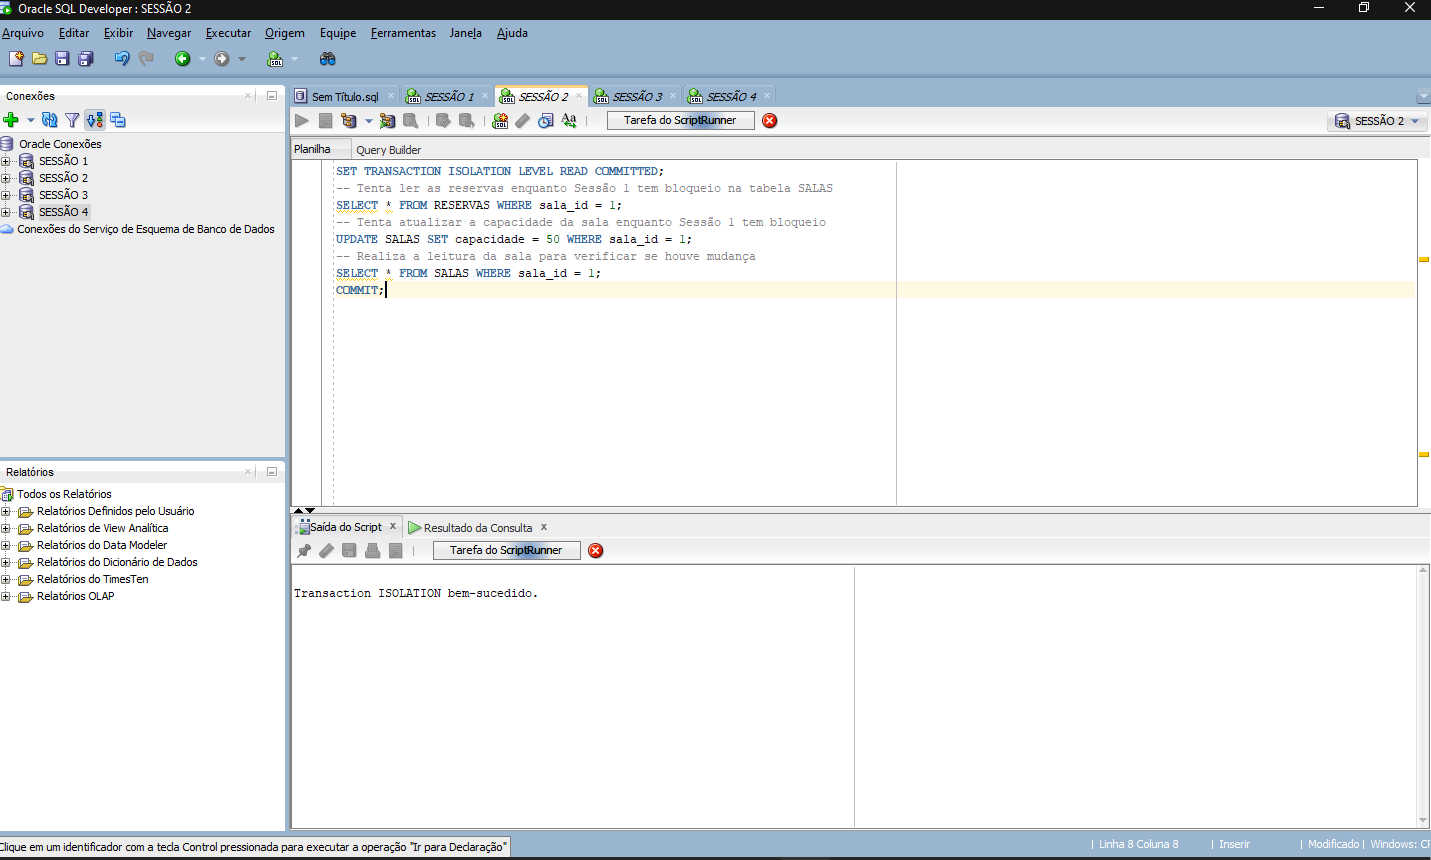 Oracle SQL Developer : SESSÃO 2
Arquivo Editar Exibir Navegar Executar Origem Equipe Ferramentas Janela Ajuda
Conexões
Oracle Conexões
SESSÃO 1
SESSÃO 2
SESSÃO 3
SESSÃO 4
Conexões do Serviço de Esquema de Banco de Dados
Relatórios
Todos os Relatórios
Relatórios Definidos pelo Usuário
Relatórios de View Analítica
Relatórios do Data Modeler
Relatórios do Dicionário de Dados
Relatórios do TimesTen
Relatórios OLAP
Sem Título.sql SESSÃO 1 SESSÃO 2 SESSÃO 3 SESSÃO 4
Tarefa do ScriptRunner SESSÃO 2
Planilha Query Builder
SET TRANSACTION ISOLATION LEVEL READ COMMITTED;
-- Tenta ler as reservas enquanto Sessão 1 tem bloqueio na tabela SALAS
SELECT * FROM RESERVAS WHERE sala_id = 1;
-- Tenta atualizar a capacidade da sala enquanto Sessão 1 tem bloqueio
UPDATE SALAS SET capacidade = 50 WHERE sala_id = 1;
-- Realiza a leitura da sala para verificar se houve mudança
SELECT * FROM SALAS WHERE sala_id = 1;
COMMIT;
Saída do Script Resultado da Consulta
Tarefa do ScriptRunner
Transaction ISOLATION bem-sucedido.
Clique em um identificador com a tecla Control pressionada para executar a operação "Ir para Declaração"
Linha 8 Coluna 8 Inserir Modificado Windows: